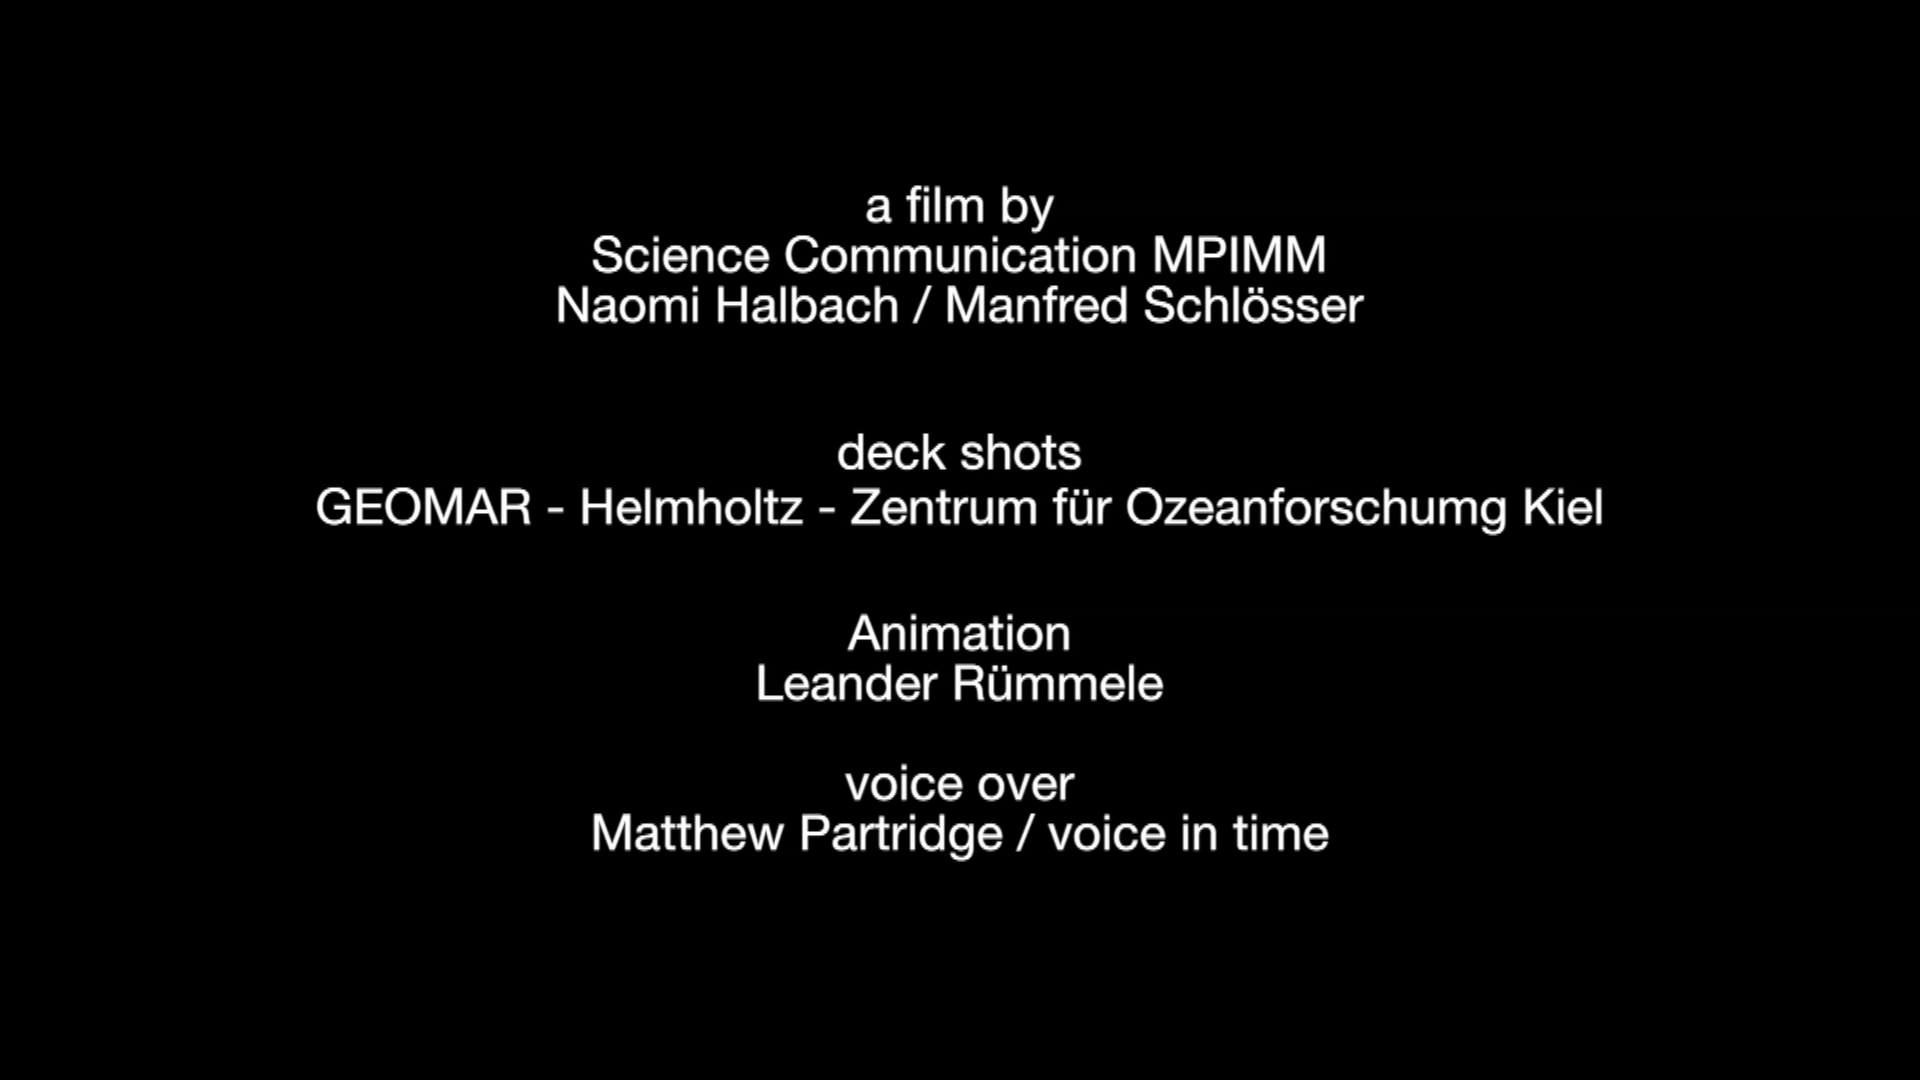 a film by
Science Communication MPIMM
Naomi Halbach / Manfred Schlösser
deck shots
GEOMAR - Helmholtz - Zentrum für Ozeanforschumg Kiel
Animation
Leander Rümmele
voice over
Matthew Partridge / voice in time